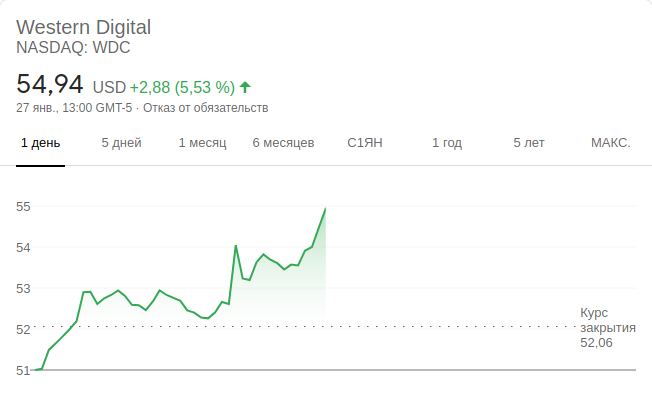 Western Digital
NASDAQ: WDC
54,94 USD +2,88 (5,53 %)
27 янв., 13:00 GMT-5 · Отказ от обязательств
1 день 5 дней 1 месяц 6 месяцев С1ЯН 1 год 5 лет МАКС.
55
54
53
52
51
Курс
закрытия
52,06